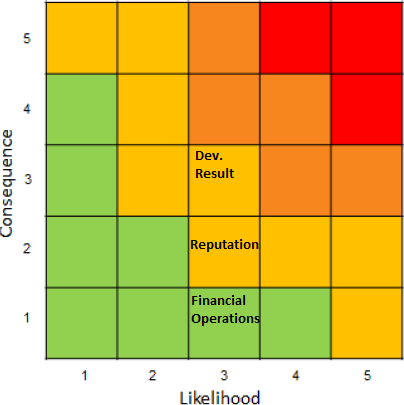 5
4
Consequence
Dev.
Result
3
Reputation
2
Financial
Operations
1
1 2 3 4 5
Likelihood